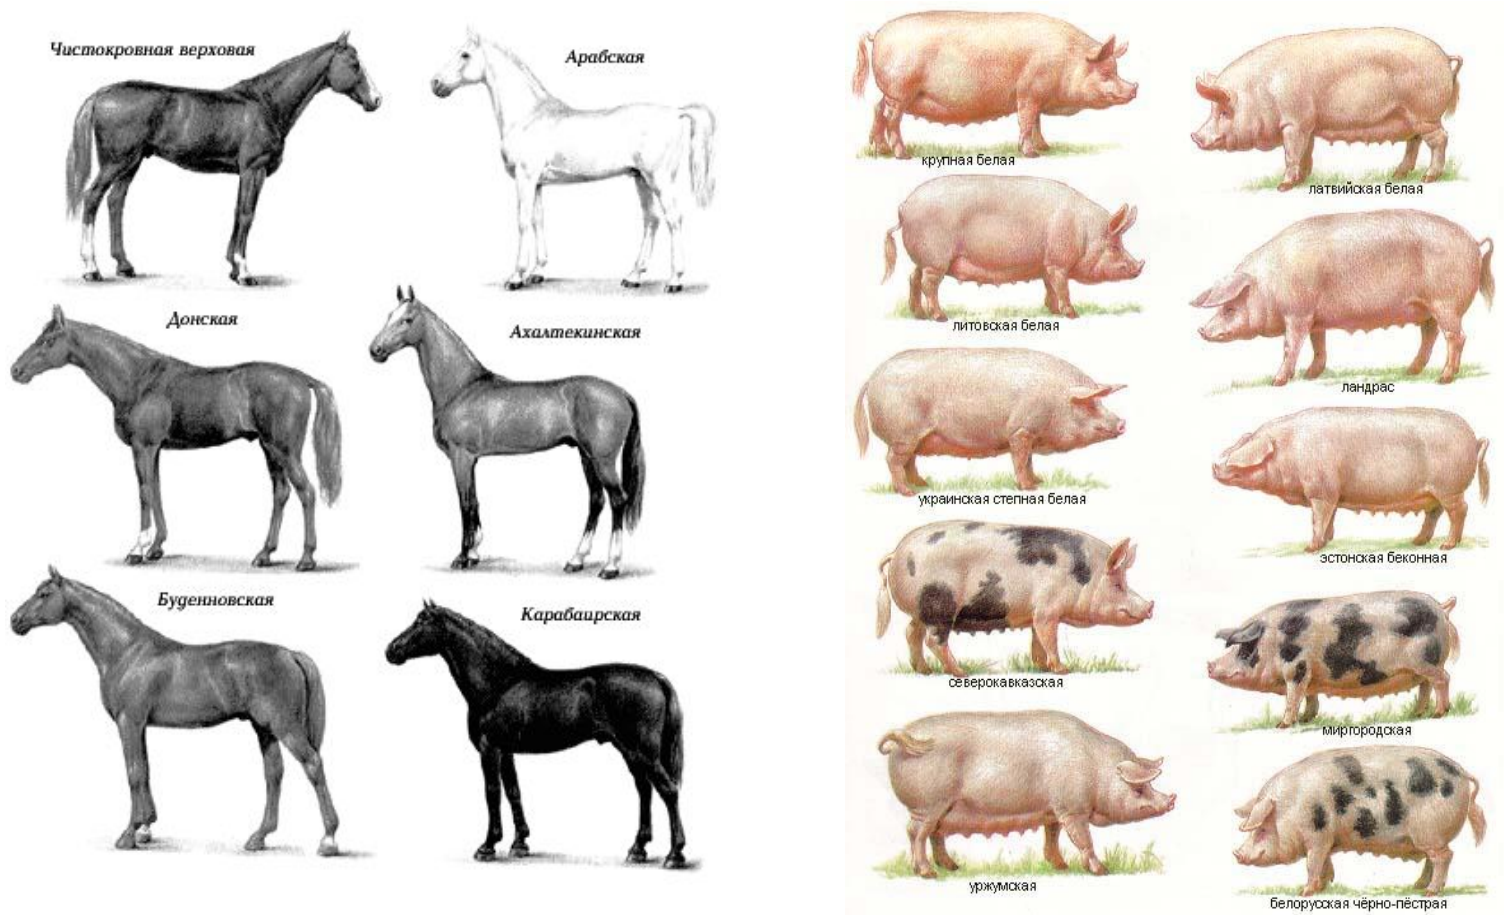 Чистокровная верховая
Арабская
Донская
Ахалтекинская
Буденновская
Карабаирская
крупная белая
латвийская белая
литовская белая
ландрас
украинская степная белая
эстонская беконная
северокавказская
миргородская
уржумская
белорусская чёрно-пёстрая